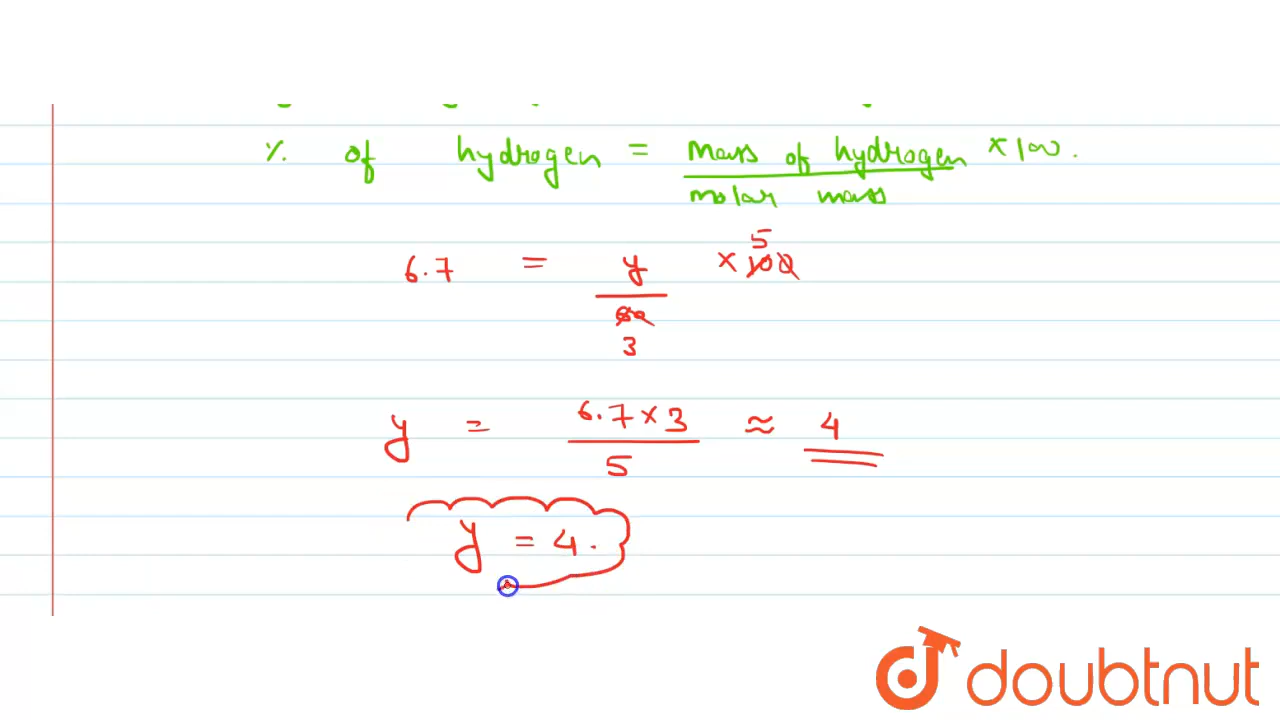 % of hydrogen = mass of hydrogen × 100.
molar mass
5
6.7 = y × 100
60
3
y = 6.7 × 3 ≈ 4
5
y = 4.
doubtnut